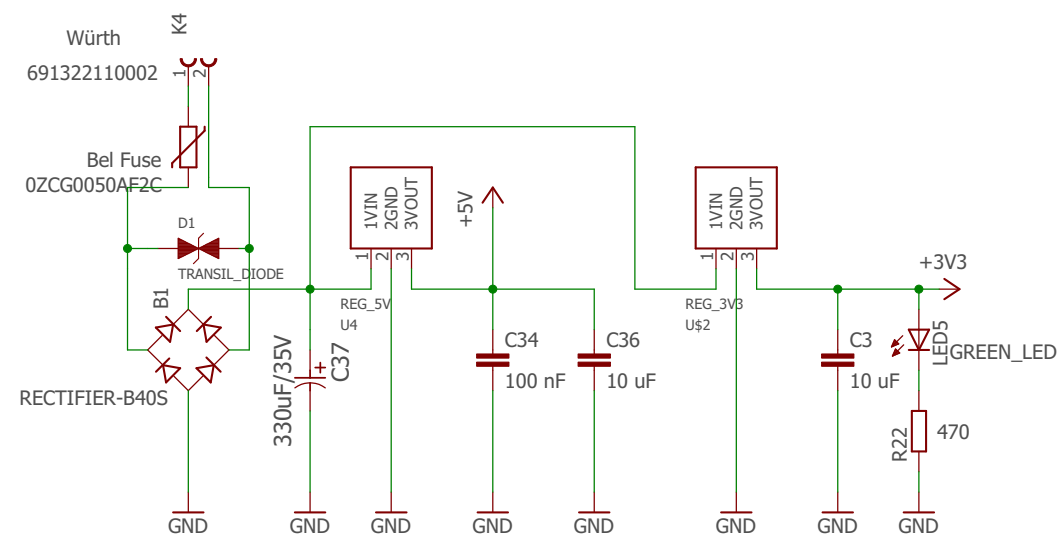 K4
Würth
691322110002
1
2
Bel Fuse
0ZCG0050AF2C
D1
TRANSIL_DIODE
B1
RECTIFIER-B40S
330uF/35V
C37
1VIN
2GND
3VOUT
1
2
3
REG_5V
U4
+5V
C34
100 nF
C36
10 uF
1VIN
2GND
3VOUT
1
2
3
REG_3V3
U$2
+3V3
C3
10 uF
LED5
GREEN_LED
R22
470
GND
GND
GND
GND
GND
GND
GND
GND